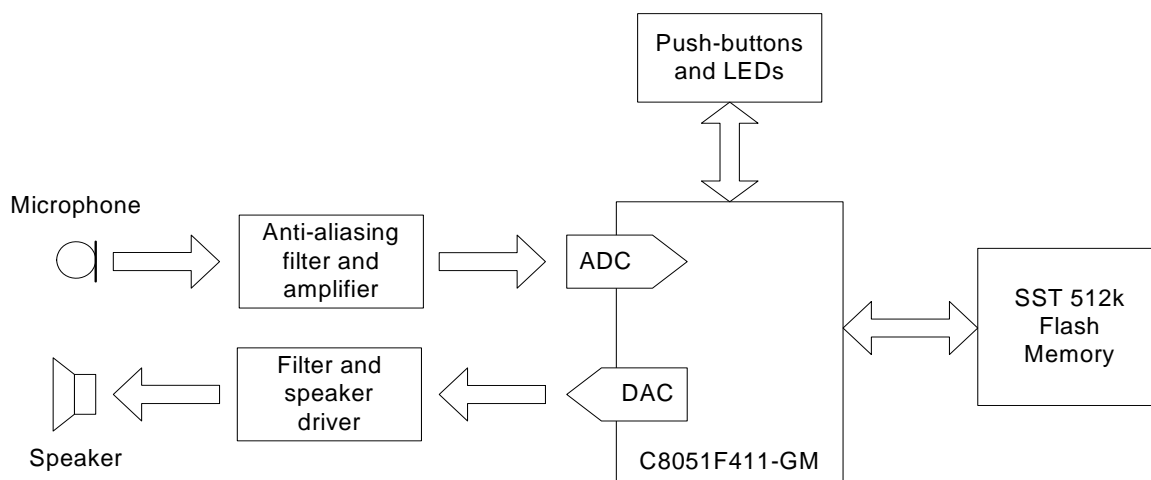 Push-buttons
and LEDs
Microphone
Anti-aliasing
filter and
amplifier
ADC
SST 512k
Flash
Memory
Filter and
speaker
driver
DAC
Speaker
C8051F411-GM